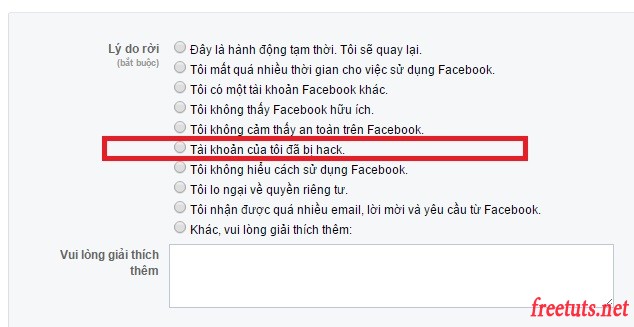 Lý do rời
(bắt buộc)
Đây là hành động tạm thời. Tôi sẽ quay lại.
Tôi mất quá nhiều thời gian cho việc sử dụng Facebook.
Tôi có một tài khoản Facebook khác.
Tôi không thấy Facebook hữu ích.
Tôi không cảm thấy an toàn trên Facebook.
Tài khoản của tôi đã bị hack.
Tôi không hiểu cách sử dụng Facebook.
Tôi lo ngại về quyền riêng tư.
Tôi nhận được quá nhiều email, lời mời và yêu cầu từ Facebook.
Khác, vui lòng giải thích thêm:
Vui lòng giải thích
thêm
freetuts.net